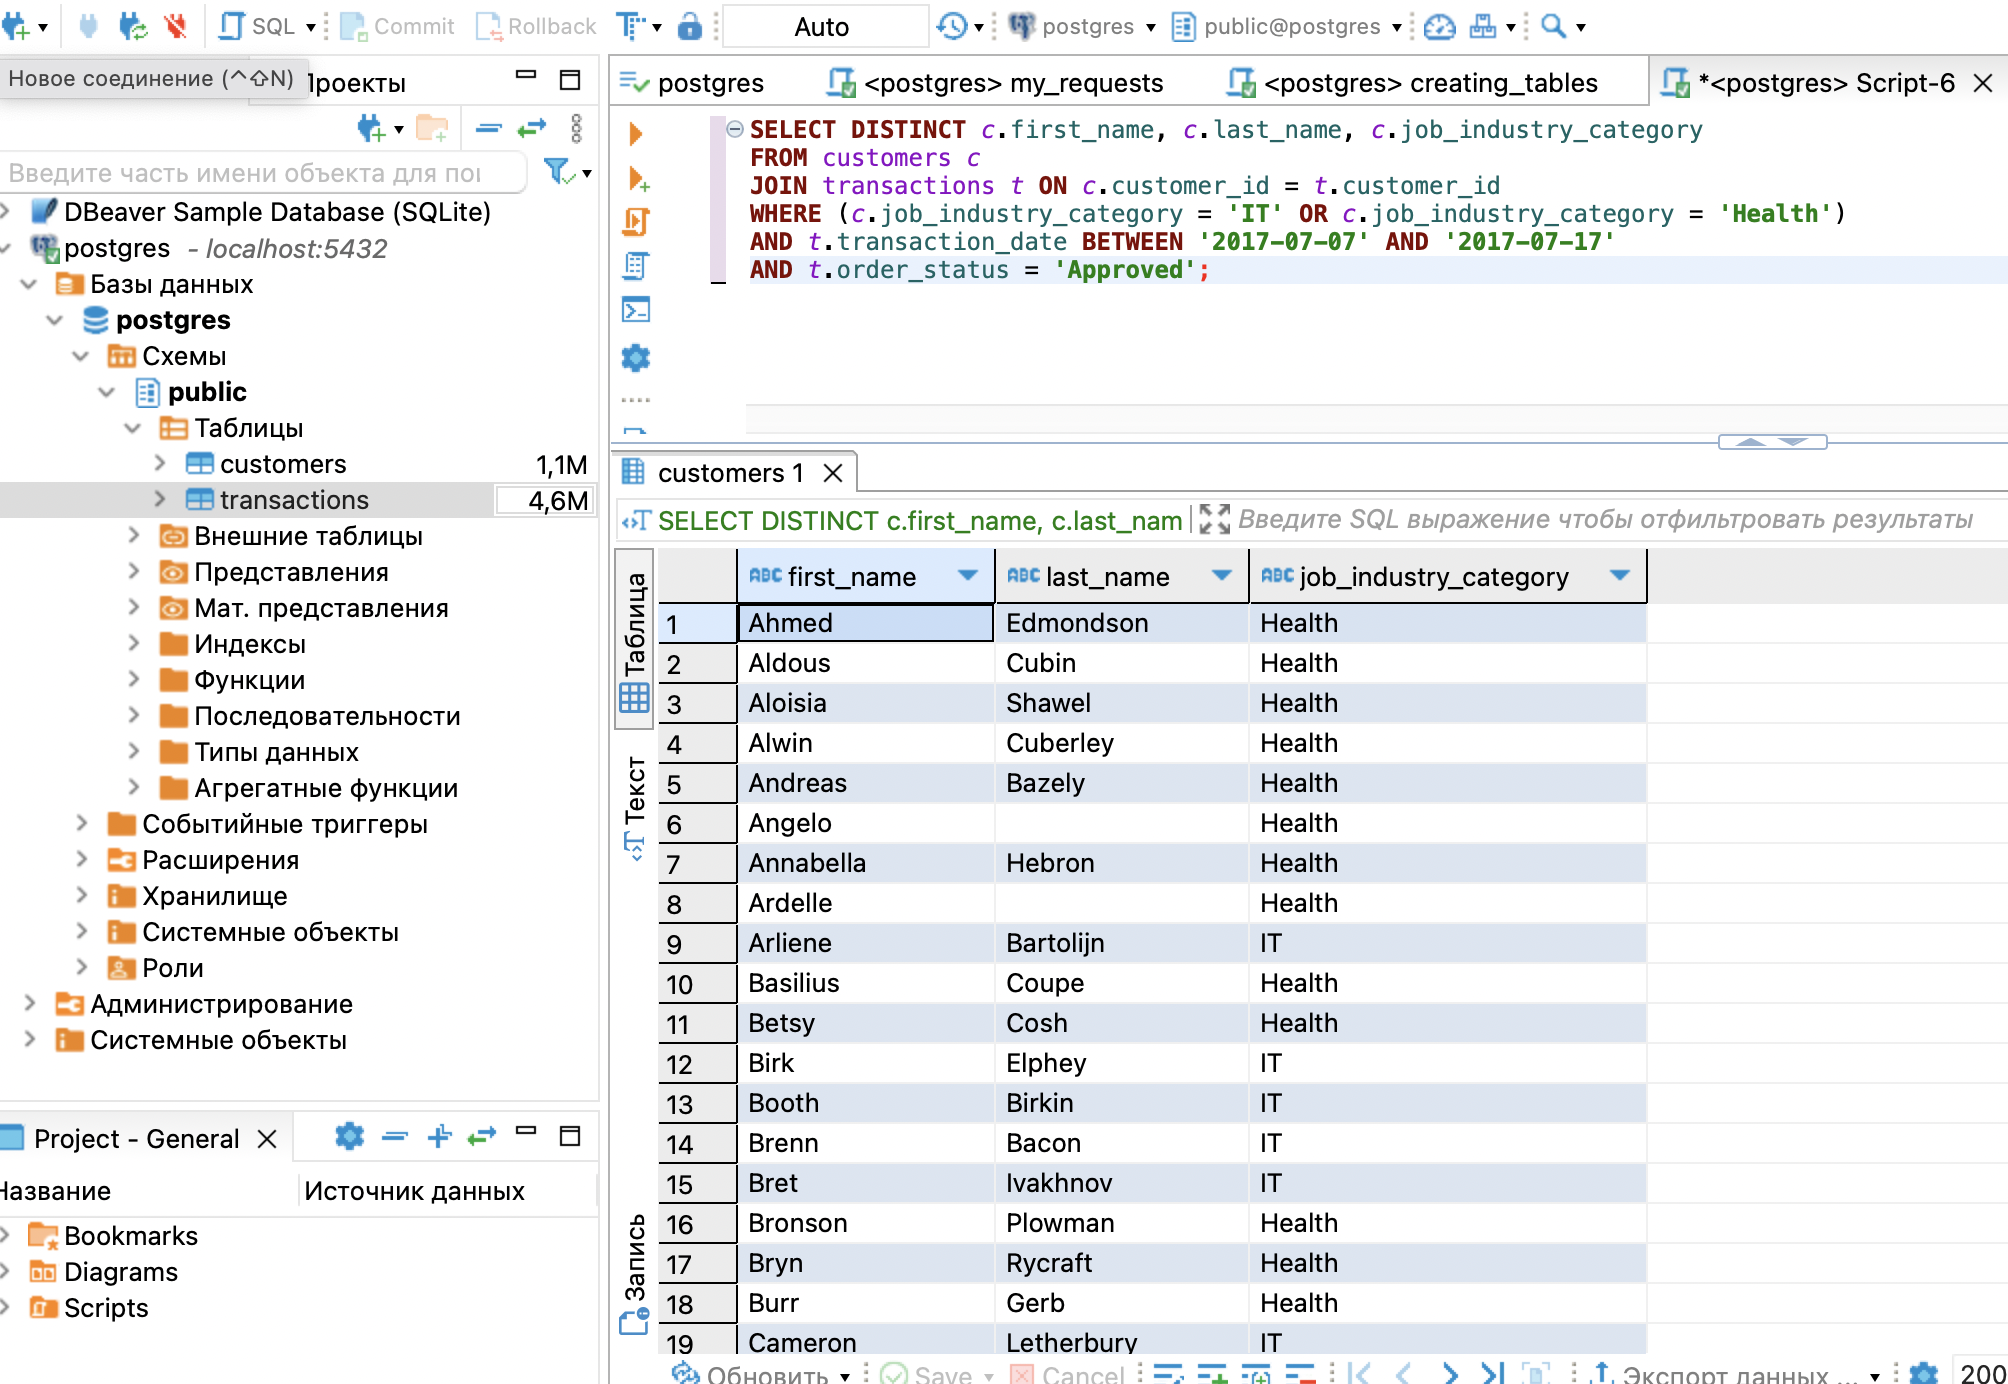 SQL Commit Rollback Auto postgres public@postgres
Новое соединение (^⇧N)
Проекты
Введите часть имени объекта для
DBeaver Sample Database (SQLite)
postgres - localhost:5432
Базы данных
postgres
Схемы
public
Таблицы
customers 1,1M
transactions 4,6M
Внешние таблицы
Представления
Мат. представления
Индексы
Функции
Последовательности
Типы данных
Агрегатные функции
Событийные триггеры
Расширения
Хранилище
Системные объекты
Роли
Администрирование
Системные объекты
Project - General
Название Источник данных
Bookmarks
Diagrams
Scripts
postgres <postgres> my_requests <postgres> creating_tables *<postgres> Script-6
SELECT DISTINCT c.first_name, c.last_name, c.job_industry_category
FROM customers c
JOIN transactions t ON c.customer_id = t.customer_id
WHERE (c.job_industry_category = 'IT' OR c.job_industry_category = 'Health')
AND t.transaction_date BETWEEN '2017-07-07' AND '2017-07-17'
AND t.order_status = 'Approved';
customers 1
SELECT DISTINCT c.first_name, c.last_nam Введите SQL выражение чтобы отфильтровать результаты
Таблица
Текст
Запись
ABC first_name ABC last_name ABC job_industry_category
1 Ahmed Edmondson Health
2 Aldous Cubin Health
3 Aloisia Shawel Health
4 Alwin Cuberley Health
5 Andreas Bazely Health
6 Angelo Health
7 Annabella Hebron Health
8 Ardelle Health
9 Arliene Bartolijn IT
10 Basilius Coupe Health
11 Betsy Cosh Health
12 Birk Elphey IT
13 Booth Birkin IT
14 Brenn Bacon IT
15 Bret Ivakhnov IT
16 Bronson Plowman Health
17 Bryn Rycraft Health
18 Burr Gerb Health
19 Cameron Letherbury IT
Обновить Save Cancel Экспорт данных ... 200